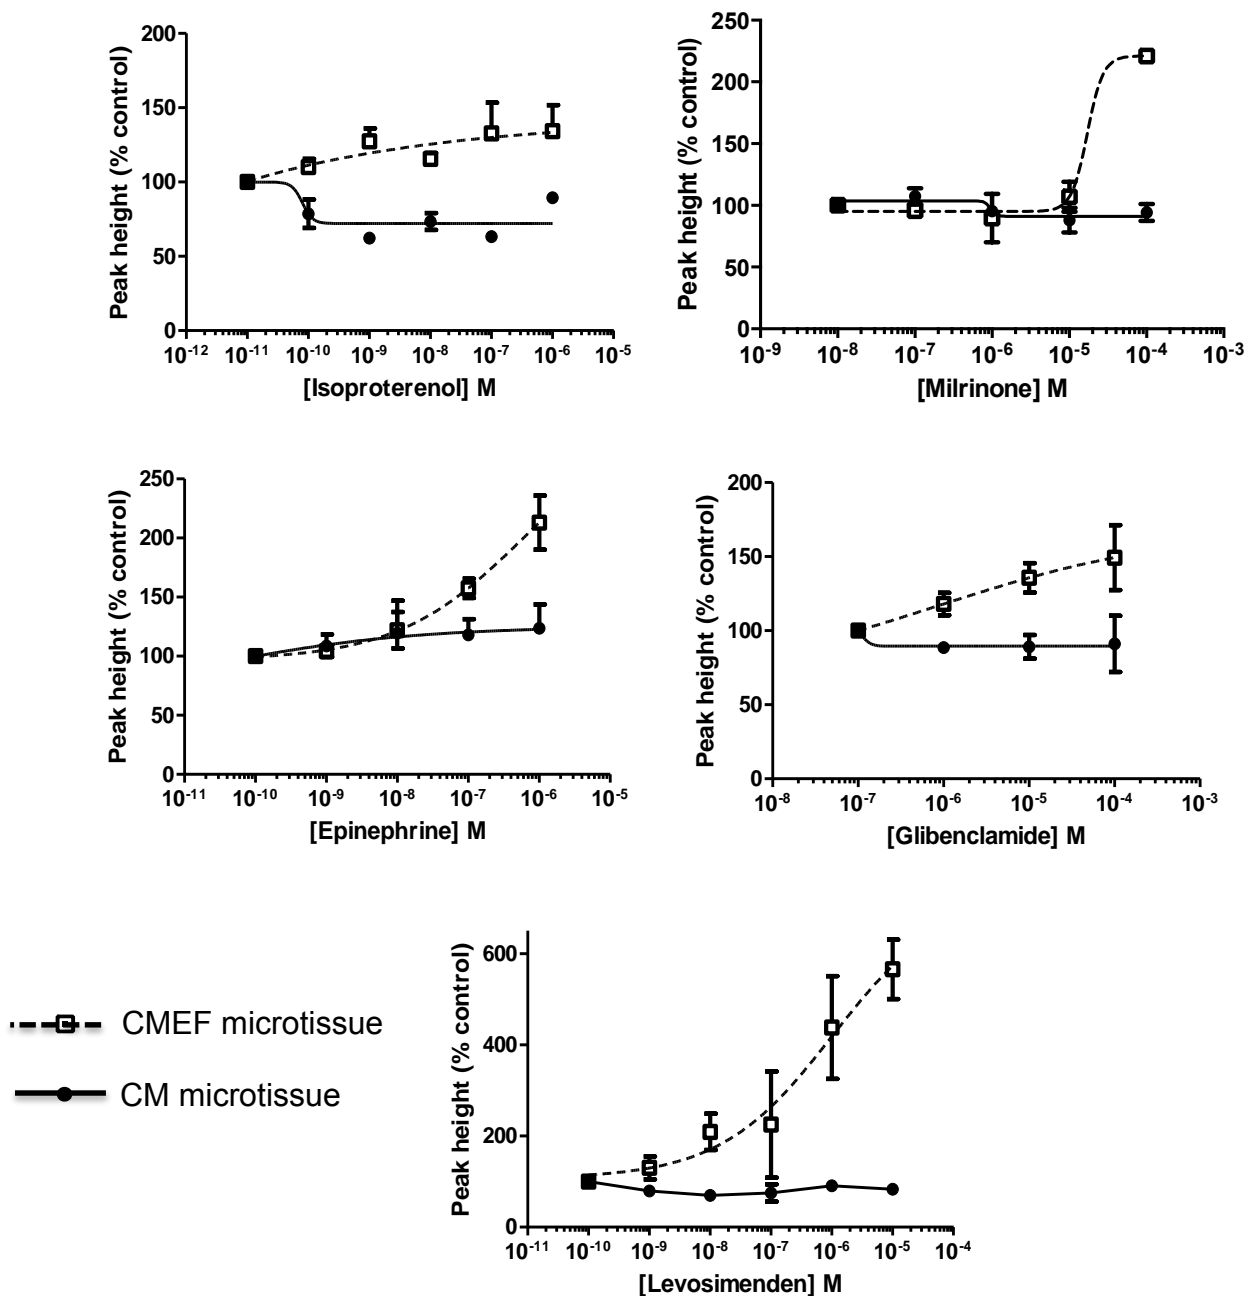 Peak height (% control)
200
150
100
50
0
10-12 10-11 10-10 10-9 10-8 10-7 10-6 10-5
[Isoproterenol] M
Peak height (% control)
250
200
150
100
50
0
10-9 10-8 10-7 10-6 10-5 10-4 10-3
[Milrinone] M
Peak height (% control)
250
200
150
100
50
0
10-11 10-10 10-9 10-8 10-7 10-6 10-5
[Epinephrine] M
Peak height (% control)
200
150
100
50
0
10-8 10-7 10-6 10-5 10-4 10-3
[Glibenclamide] M
CMEF microtissue
CM microtissue
Peak height (% control)
600
400
200
0
10-11 10-10 10-9 10-8 10-7 10-6 10-5 10-4
[Levosimenden] M